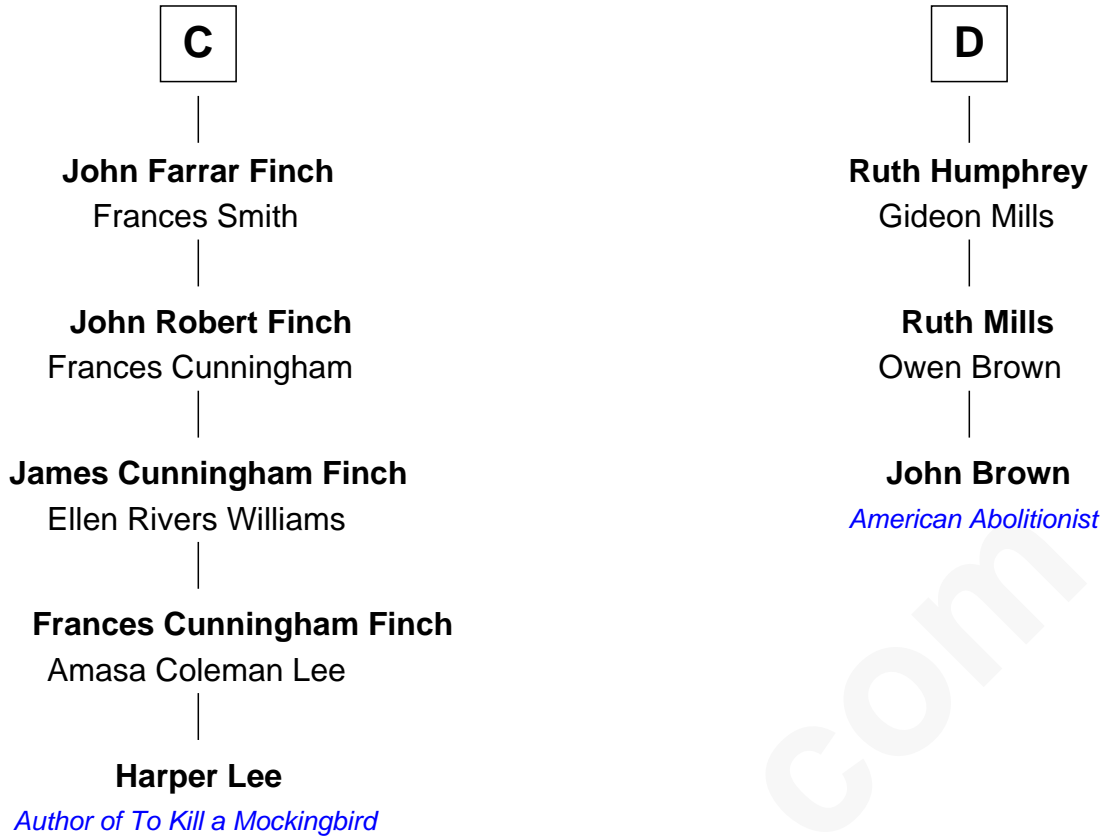 C
John Farrar Finch
Frances Smith
John Robert Finch
Frances Cunningham
James Cunningham Finch
Ellen Rivers Williams
Frances Cunningham Finch
Amasa Coleman Lee
Harper Lee
Author of To Kill a Mockingbird
D
Ruth Humphrey
Gideon Mills
Ruth Mills
Owen Brown
John Brown
American Abolitionist
com